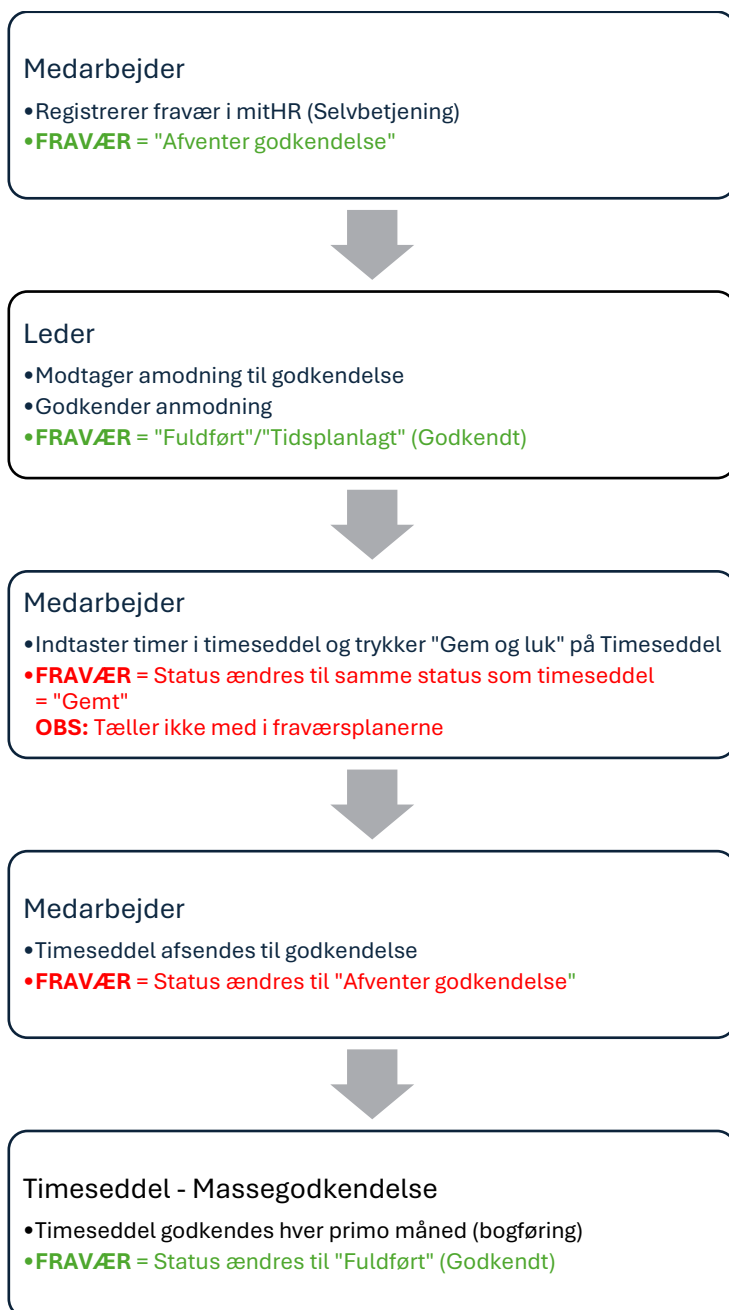 Medarbejder
•Registrerer fravær i mitHR (Selvbetjening)
•FRAVÆR = "Afventer godkendelse"
Leder
•Modtager amodning til godkendelse
•Godkender anmodning
•FRAVÆR = "Fuldført"/"Tidsplanlagt" (Godkendt)
Medarbejder
•Indtaster timer i timeseddel og trykker "Gem og luk" på Timeseddel
•FRAVÆR = Status ændres til samme status som timeseddel
= "Gemt"
OBS: Tæller ikke med i fraværsplanerne
Medarbejder
•Timeseddel afsendes til godkendelse
•FRAVÆR = Status ændres til "Afventer godkendelse"
Timeseddel - Massegodkendelse
•Timeseddel godkendes hver primo måned (bogføring)
•FRAVÆR = Status ændres til "Fuldført" (Godkendt)